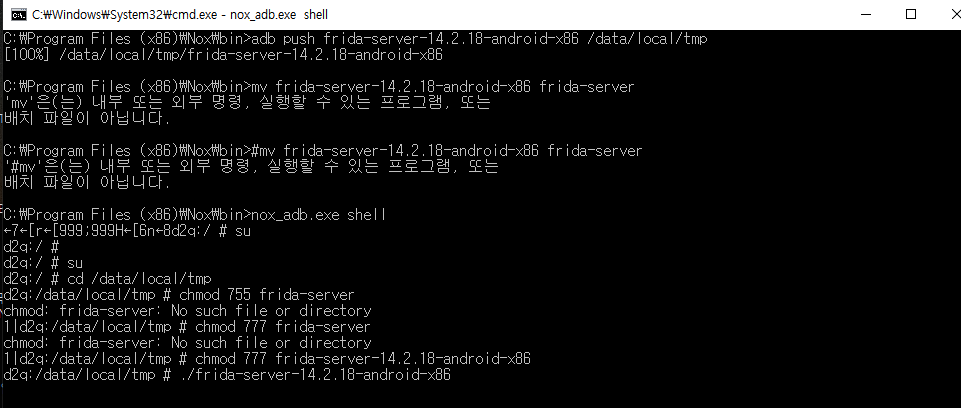 C:\Windows\System32\cmd.exe - nox_adb.exe  shell
C:\Program Files (x86)\Nox\bin>adb push frida-server-14.2.18-android-x86 /data/local/tmp
[100%] /data/local/tmp/frida-server-14.2.18-android-x86
C:\Program Files (x86)\Nox\bin>mv frida-server-14.2.18-android-x86 frida-server
'mv'은(는) 내부 또는 외부 명령, 실행할 수 있는 프로그램, 또는
배치 파일이 아닙니다.
C:\Program Files (x86)\Nox\bin>#mv frida-server-14.2.18-android-x86 frida-server
'#mv'은(는) 내부 또는 외부 명령, 실행할 수 있는 프로그램, 또는
배치 파일이 아닙니다.
C:\Program Files (x86)\Nox\bin>nox_adb.exe shell
←7←[r←[999;999H←[6n←8d2q:/ # su
d2q:/ #
d2q:/ # su
d2q:/ # cd /data/local/tmp
d2q:/data/local/tmp # chmod 755 frida-server
chmod: frida-server: No such file or directory
1|d2q:/data/local/tmp # chmod 777 frida-server
chmod: frida-server: No such file or directory
1|d2q:/data/local/tmp # chmod 777 frida-server-14.2.18-android-x86
d2q:/data/local/tmp # ./frida-server-14.2.18-android-x86